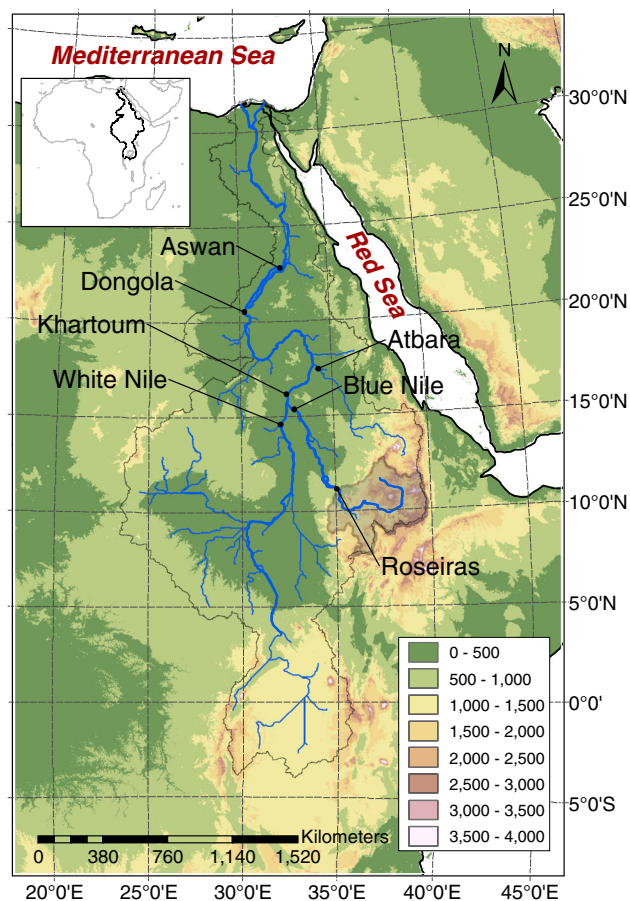 Mediterranean Sea
N
30°0'N
25°0'N
Red Sea
Aswan
Dongola
20°0'N
Khartoum
Atbara
White Nile
Blue Nile
15°0'N
10°0'N
Roseiras
5°0'N
0 - 500
500 - 1,000
1,000 - 1,500
1,500 - 2,000
2,000 - 2,500
2,500 - 3,000
3,000 - 3,500
3,500 - 4,000
0°0'
5°0'S
Kilometers
0 380 760 1,140 1,520
20°0'E 25°0'E 30°0'E 35°0'E 40°0'E 45°0'E